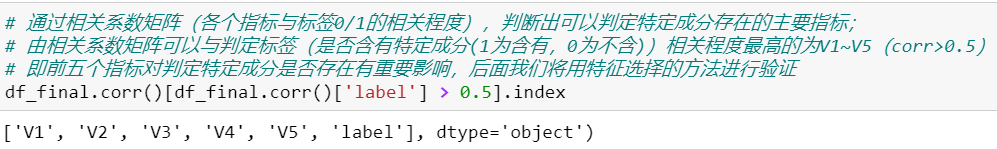 # 通过相关系数矩阵（各个指标与标签0/1的相关程度），判断出可以判定特定成分存在的主要指标；
# 由相关系数矩阵可以与判定标签（是否含有特定成分(1为含有，0为不含)）相关程度最高的为V1~V5（corr>0.5）
# 即前五个指标对判定特定成分是否存在有重要影响，后面我们将用特征选择的方法进行验证
df_final.corr()[df_final.corr()['label'] > 0.5].index
['V1', 'V2', 'V3', 'V4', 'V5', 'label'], dtype='object')